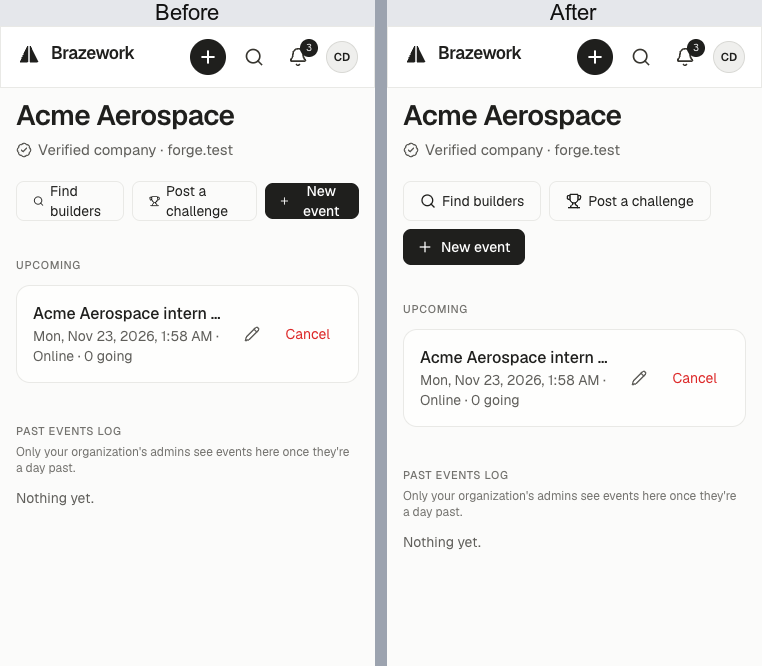 Before
Brazework
3
CD
Acme Aerospace
Verified company · forge.test
Find
builders
Post a
challenge
New
event
UPCOMING
Acme Aerospace intern ...
Mon, Nov 23, 2026, 1:58 AM ·
Online · 0 going
Cancel
PAST EVENTS LOG
Only your organization's admins see events here once they're
a day past.
Nothing yet.
After
Brazework
3
CD
Acme Aerospace
Verified company · forge.test
Find builders
Post a challenge
New event
UPCOMING
Acme Aerospace intern ...
Mon, Nov 23, 2026, 1:58 AM ·
Online · 0 going
Cancel
PAST EVENTS LOG
Only your organization's admins see events here once they're
a day past.
Nothing yet.